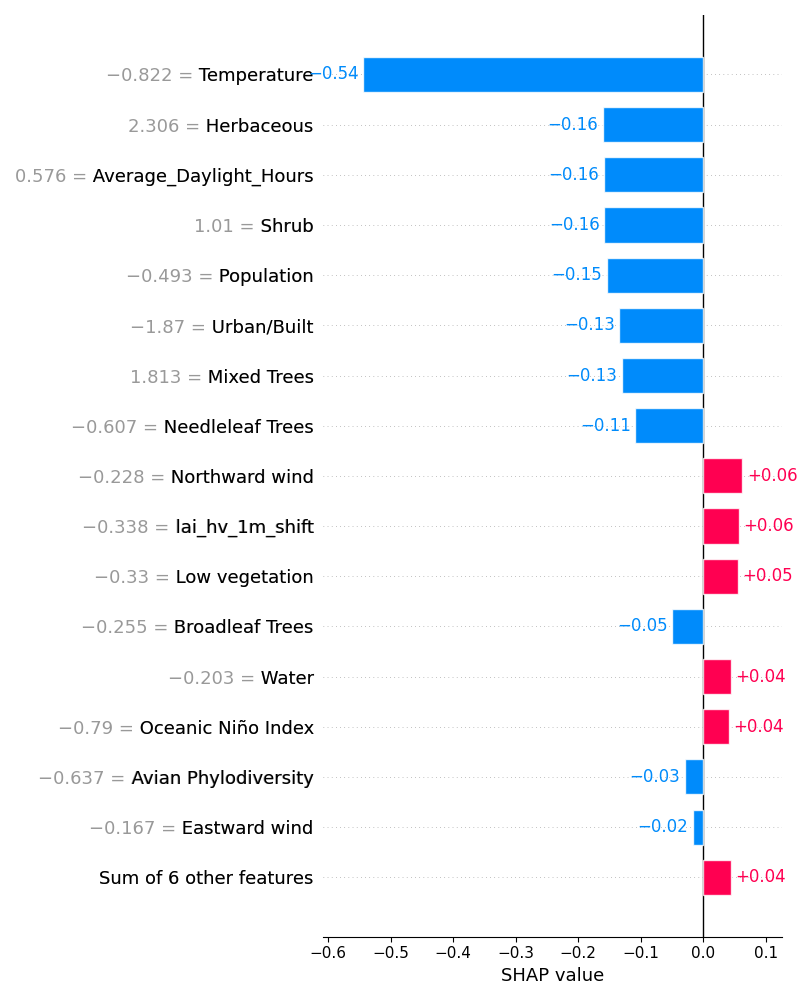 −0.822 = Temperature −0.54
2.306 = Herbaceous −0.16
0.576 = Average_Daylight_Hours −0.16
1.01 = Shrub −0.16
−0.493 = Population −0.15
−1.87 = Urban/Built −0.13
1.813 = Mixed Trees −0.13
−0.607 = Needleleaf Trees −0.11
−0.228 = Northward wind +0.06
−0.338 = lai_hv_1m_shift +0.06
−0.33 = Low vegetation +0.05
−0.255 = Broadleaf Trees −0.05
−0.203 = Water +0.04
−0.79 = Oceanic Niño Index +0.04
−0.637 = Avian Phylodiversity −0.03
−0.167 = Eastward wind −0.02
Sum of 6 other features +0.04
−0.6 −0.5 −0.4 −0.3 −0.2 −0.1 0.0 0.1
SHAP value